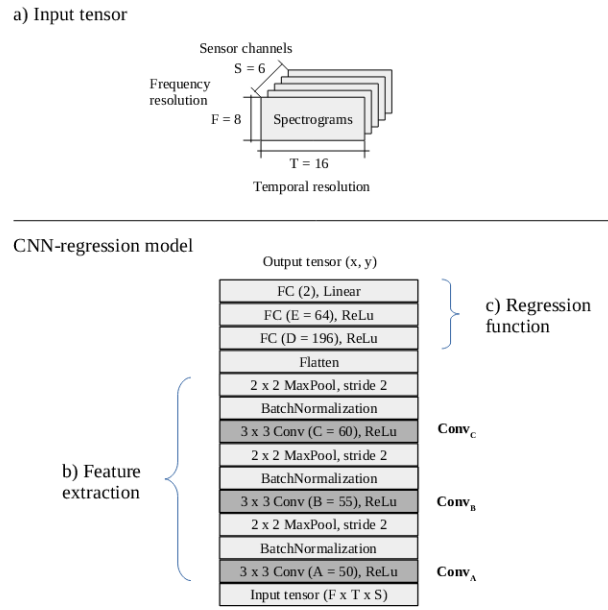 a) Input tensor
Sensor channels
S = 6
Frequency
resolution
F = 8
Spectrograms
T = 16
Temporal resolution
CNN-regression model
Output tensor (x, y)
FC (2), Linear
FC (E = 64), ReLu
FC (D = 196), ReLu
c) Regression
function
Flatten
2 x 2 MaxPool, stride 2
BatchNormalization
3 x 3 Conv (C = 60), ReLu
Conv_C
2 x 2 MaxPool, stride 2
BatchNormalization
3 x 3 Conv (B = 55), ReLu
Conv_B
2 x 2 MaxPool, stride 2
BatchNormalization
3 x 3 Conv (A = 50), ReLu
Conv_A
Input tensor (F x T x S)
b) Feature
extraction